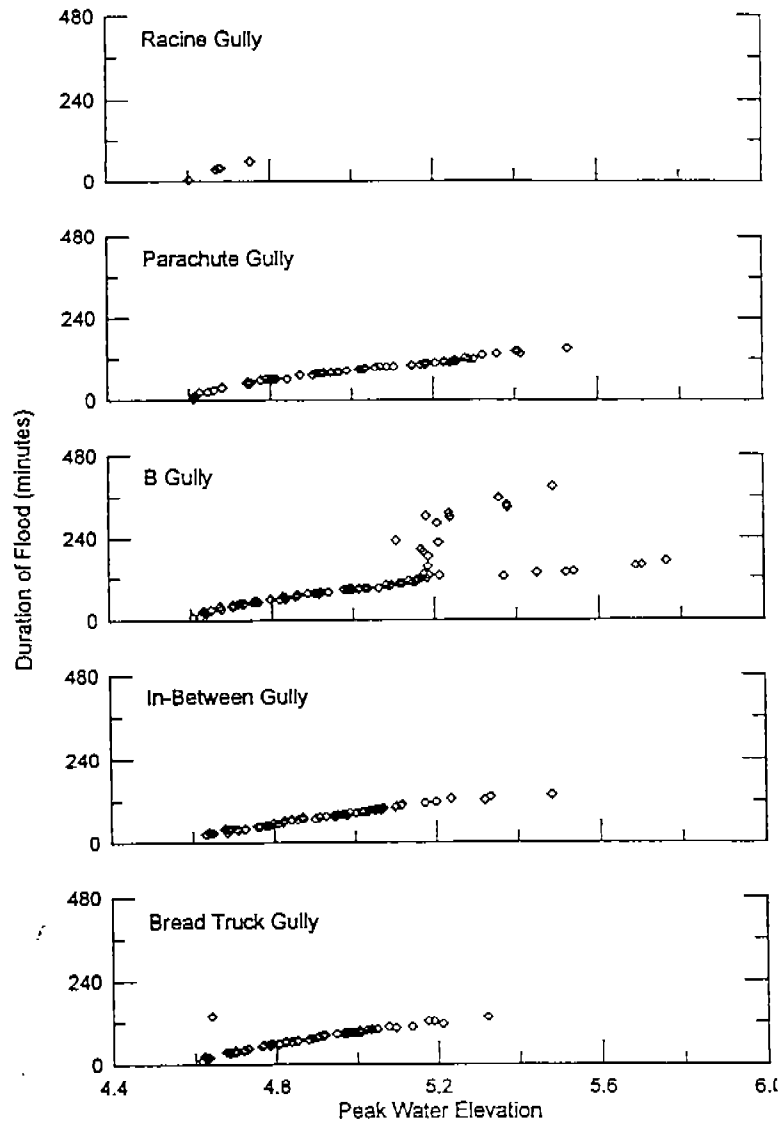 480
Racine Gully
240
0
480
Parachute Gully
240
0
480
B Gully
240
0
Duration of Flood (minutes)
480
In-Between Gully
240
0
480
Bread Truck Gully
240
0
4.4 4.8 5.2 5.6 6.0
Peak Water Elevation